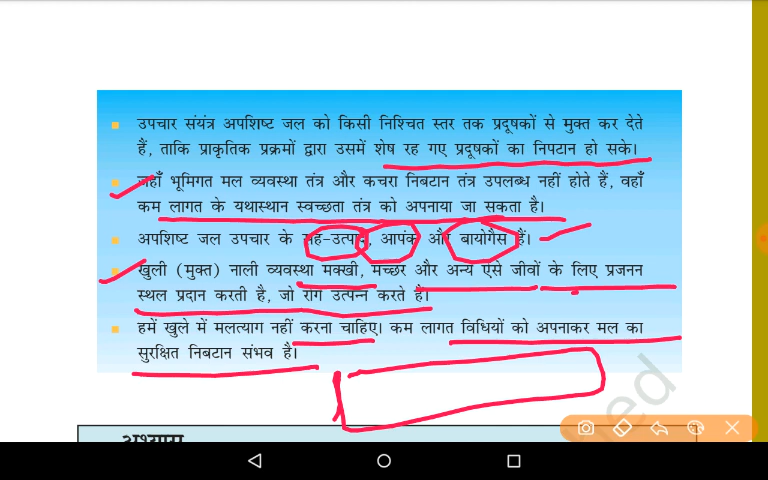 उपचार संयंत्र अपशिष्ट जल को किसी निश्चित स्तर तक प्रदूषकों से मुक्त कर देते
हैं, ताकि प्राकृतिक प्रक्रमों द्वारा उसमें शेष रह गए प्रदूषकों का निपटान हो सके।
जहाँ भूमिगत मल व्यवस्था तंत्र और कचरा निबटान तंत्र उपलब्ध नहीं होते हैं, वहाँ
कम लागत के यथास्थान स्वच्छता तंत्र को अपनाया जा सकता है।
अपशिष्ट जल उपचार के सह-उत्पाद, आपंक और बायोगैस हैं।
खुली (मुक्त) नाली व्यवस्था मक्खी, मच्छर और अन्य ऐसे जीवों के लिए प्रजनन
स्थल प्रदान करती है, जो रोग उत्पन्न करते हैं।
हमें खुले में मलत्याग नहीं करना चाहिए। कम लागत विधियों को अपनाकर मल का
सुरक्षित निबटान संभव है।
अभ्यास